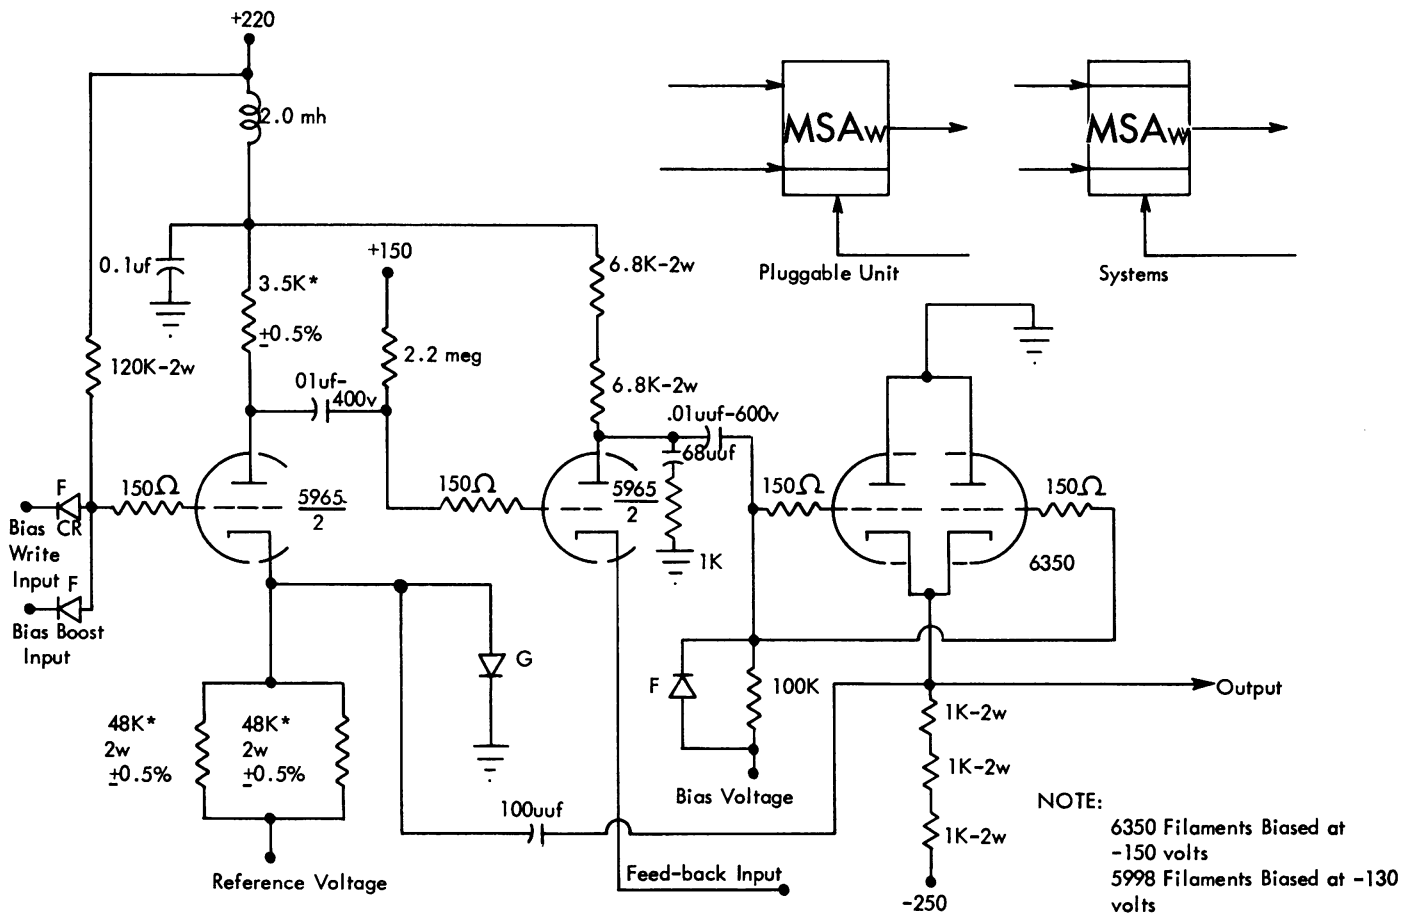 +220
2.0 mh
MSAw
MSAw
Pluggable Unit
Systems
0.1uf
3.5K*
+0.5%
+150
6.8K-2w
120K-2w
2.2 meg
01uf-
400v
6.8K-2w
.01uuf-600v
68uuf
F
CR
Bias
Write
Input
150Ω
5965
2
150Ω
5965
2
1K
150Ω
150Ω
6350
F
Bias Boost
Input
G
F
100K
Output
48K*
2w
±0.5%
48K*
2w
±0.5%
1K-2w
1K-2w
1K-2w
Bias Voltage
100uuf
Reference Voltage
Feed-back Input
-250
NOTE:
6350 Filaments Biased at
-150 volts
5998 Filaments Biased at -130
volts